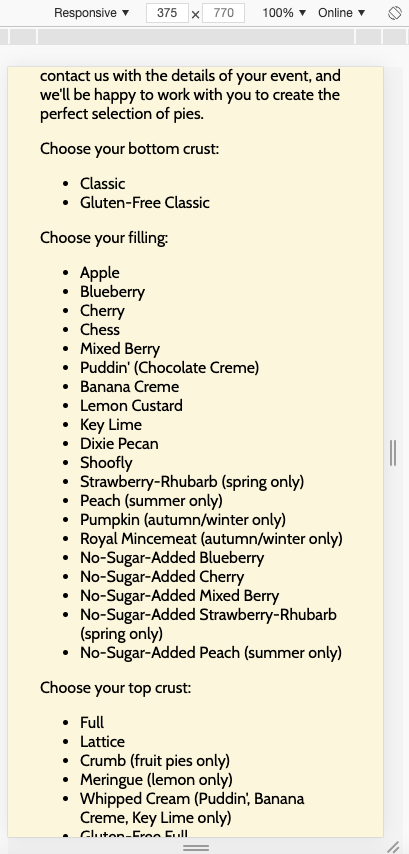 Responsive ▼ 375 x 770 100% ▼ Online ▼
contact us with the details of your event, and
we'll be happy to work with you to create the
perfect selection of pies.
Choose your bottom crust:
• Classic
• Gluten-Free Classic
Choose your filling:
• Apple
• Blueberry
• Cherry
• Chess
• Mixed Berry
• Puddin' (Chocolate Creme)
• Banana Creme
• Lemon Custard
• Key Lime
• Dixie Pecan
• Shoofly
• Strawberry-Rhubarb (spring only)
• Peach (summer only)
• Pumpkin (autumn/winter only)
• Royal Mincemeat (autumn/winter only)
• No-Sugar-Added Blueberry
• No-Sugar-Added Cherry
• No-Sugar-Added Mixed Berry
• No-Sugar-Added Strawberry-Rhubarb
(spring only)
• No-Sugar-Added Peach (summer only)
Choose your top crust:
• Full
• Lattice
• Crumb (fruit pies only)
• Meringue (lemon only)
• Whipped Cream (Puddin', Banana
Creme, Key Lime only)
• Gluten-Free Full